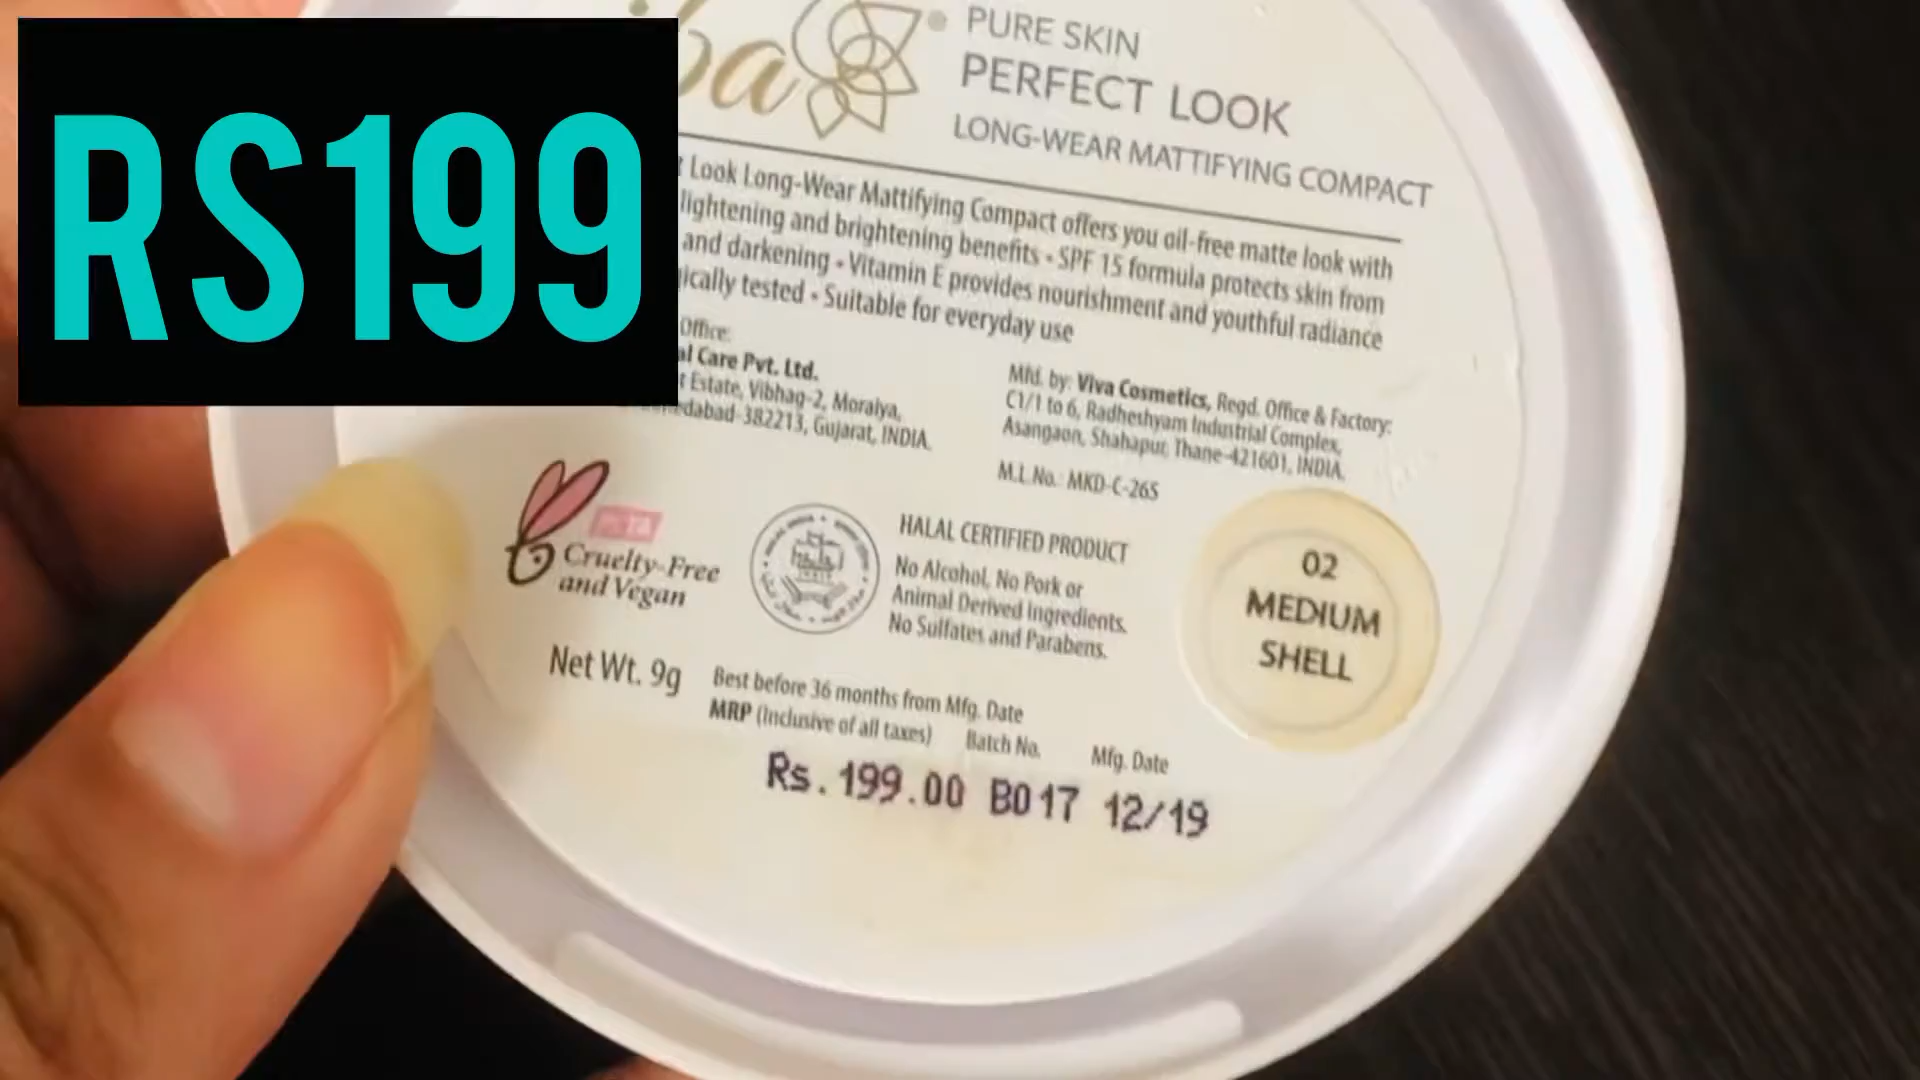 RS199
PURE SKIN
PERFECT LOOK
LONG-WEAR MATTIFYING COMPACT
Look Long-Wear Mattifying Compact offers you oil-free matte look with
lightening and brightening benefits • SPF 15 formula protects skin from
and darkening • Vitamin E provides nourishment and youthful radiance
ically tested • Suitable for everyday use
Office:
al Care Pvt. Ltd.
Estate, Vibhag-2, Moraiya,
edabad-382213, Gujarat, INDIA.
Mfd. by: Viva Cosmetics, Regd. Office & Factory:
C1/1 to 6, Radheshyam Industrial Complex,
Asangaon, Shahapur, Thane-421601, INDIA.
M.L.No.: MKD-C-265
PETA
Cruelty-Free
and Vegan
HALAL CERTIFIED PRODUCT
No Alcohol, No Pork or
Animal Derived Ingredients.
No Sulfates and Parabens.
02
MEDIUM
SHELL
Net Wt. 9g
Best before 36 months from Mfg. Date
MRP (Inclusive of all taxes) Batch No. Mfg. Date
Rs. 199.00 B017 12/19